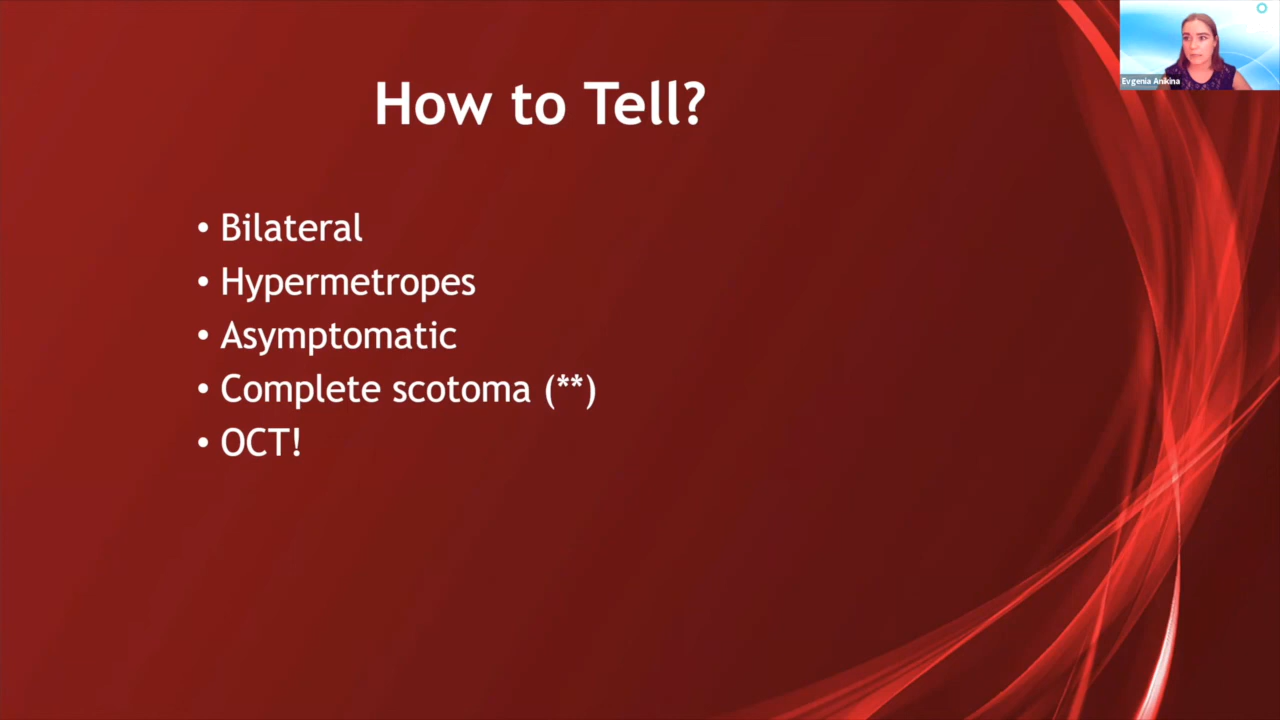 Evgenia Anikina
How to Tell?
• Bilateral
• Hypermetropes
• Asymptomatic
• Complete scotoma (**)
• OCT!